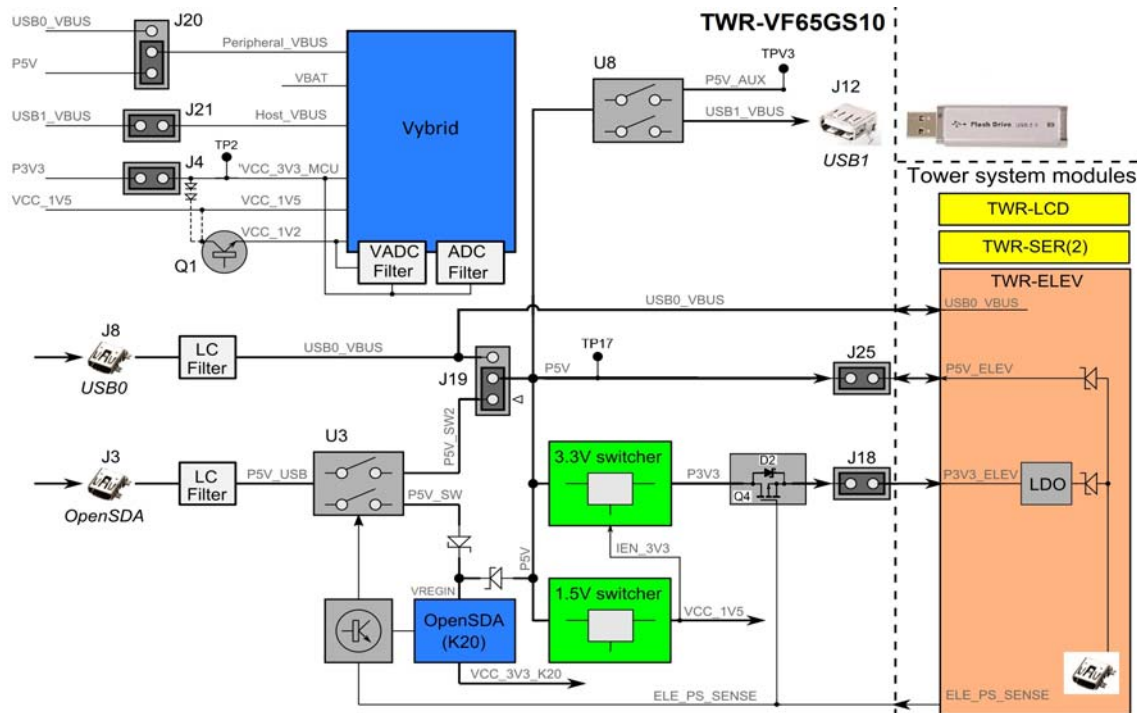 TWR-VF65GS10
USB0_VBUS
J20
Peripheral_VBUS
P5V
VBAT
USB1_VBUS
J21
Host_VBUS
Vybrid
P3V3
J4
TP2
'VCC_3V3_MCU
VCC_1V5
VCC_1V5
VCC_1V2
Q1
VADC
Filter
ADC
Filter
U8
P5V_AUX
TPV3
USB1_VBUS
J12
USB1
Flash Drive
Tower system modules
TWR-LCD
TWR-SER(2)
TWR-ELEV
USB0_VBUS
USB0_VBUS
J8
USB0
LC
Filter
USB0_VBUS
J19
Δ
P5V
TP17
J25
P5V_ELEV
J3
OpenSDA
LC
Filter
P5V_USB
U3
P5V_SW2
P5V_SW
3.3V switcher
P3V3
D2
Q4
J18
P3V3_ELEV
LDO
IEN_3V3
P5V
VREGIN
OpenSDA
(K20)
1.5V switcher
VCC_1V5
VCC_3V3_K20
ELE_PS_SENSE
ELE_PS_SENSE